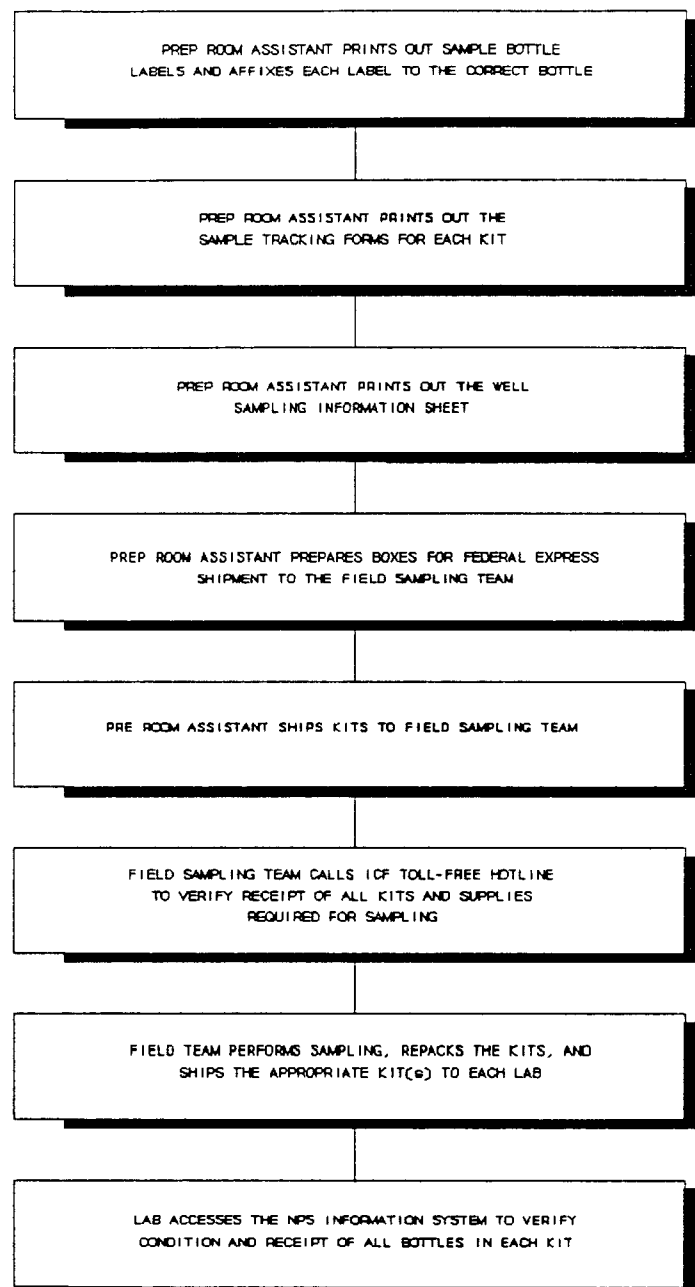 PREP ROOM ASSISTANT PRINTS OUT SAMPLE BOTTLE
LABELS AND AFFIXES EACH LABEL TO THE CORRECT BOTTLE
PREP ROOM ASSISTANT PRINTS OUT THE
SAMPLE TRACKING FORMS FOR EACH KIT
PREP ROOM ASSISTANT PRINTS OUT THE WELL
SAMPLING INFORMATION SHEET
PREP ROOM ASSISTANT PREPARES BOXES FOR FEDERAL EXPRESS
SHIPMENT TO THE FIELD SAMPLING TEAM
PRE ROOM ASSISTANT SHIPS KITS TO FIELD SAMPLING TEAM
FIELD SAMPLING TEAM CALLS ICF TOLL-FREE HOTLINE
TO VERIFY RECEIPT OF ALL KITS AND SUPPLIES
REQUIRED FOR SAMPLING
FIELD TEAM PERFORMS SAMPLING, REPACKS THE KITS, AND
SHIPS THE APPROPRIATE KIT(s) TO EACH LAB
LAB ACCESSES THE NPS INFORMATION SYSTEM TO VERIFY
CONDITION AND RECEIPT OF ALL BOTTLES IN EACH KIT